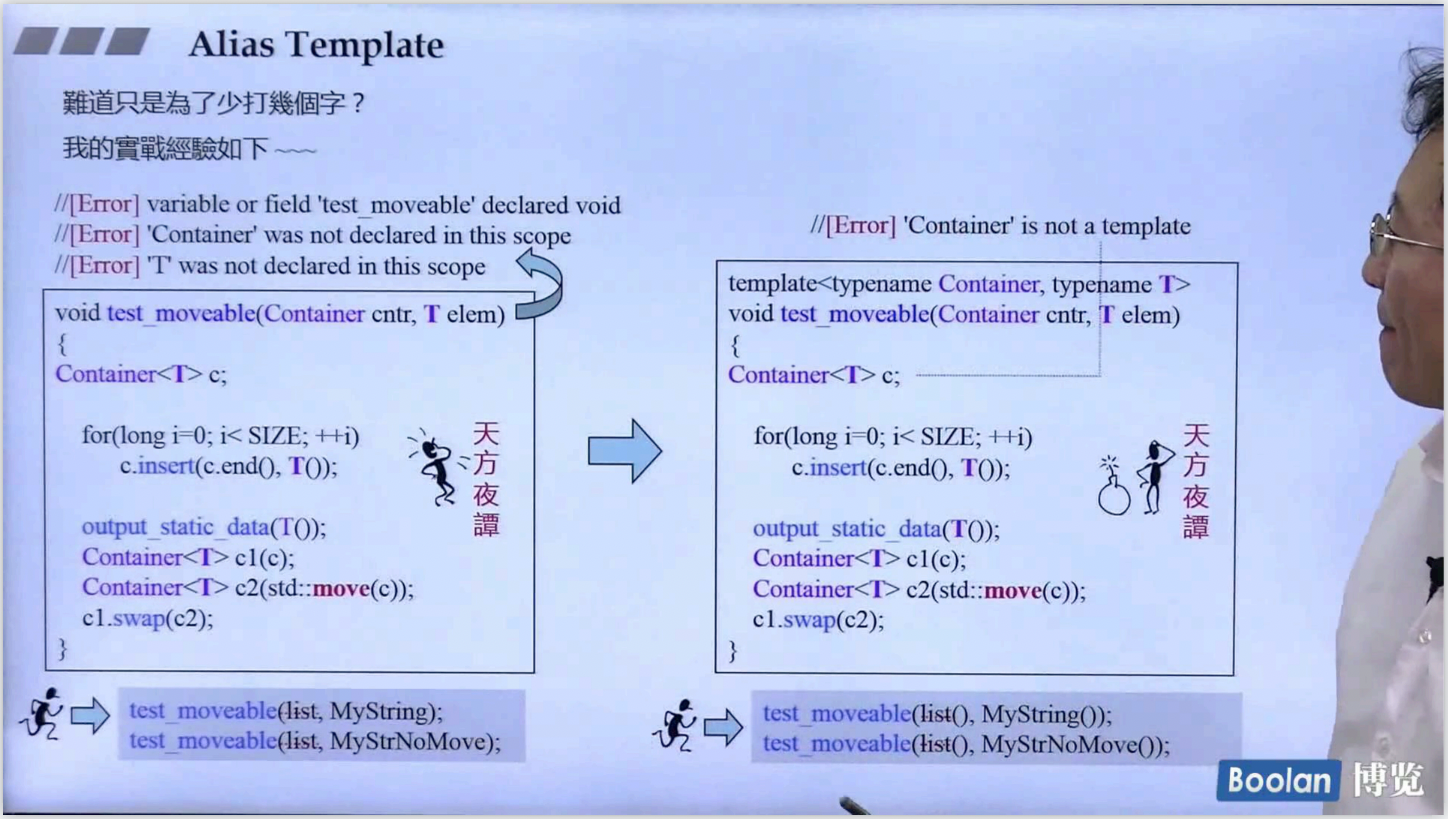 Alias Template
難道只是為了少打幾個字？
我的實戰經驗如下 ~~~
//[Error] variable or field 'test_moveable' declared void
//[Error] 'Container' was not declared in this scope
//[Error] 'T' was not declared in this scope
void test_moveable(Container cntr, T elem)
{
Container<T> c;
for(long i=0; i< SIZE; ++i)
c.insert(c.end(), T());
output_static_data(T());
Container<T> c1(c);
Container<T> c2(std::move(c));
c1.swap(c2);
}
天方夜譚
test_moveable(list, MyString);
test_moveable(list, MyStrNoMove);
//[Error] 'Container' is not a template
template<typename Container, typename T>
void test_moveable(Container cntr, T elem)
{
Container<T> c;
for(long i=0; i< SIZE; ++i)
c.insert(c.end(), T());
output_static_data(T());
Container<T> c1(c);
Container<T> c2(std::move(c));
c1.swap(c2);
}
天方夜譚
test_moveable(list(), MyString());
test_moveable(list(), MyStrNoMove());
Boolan 博览